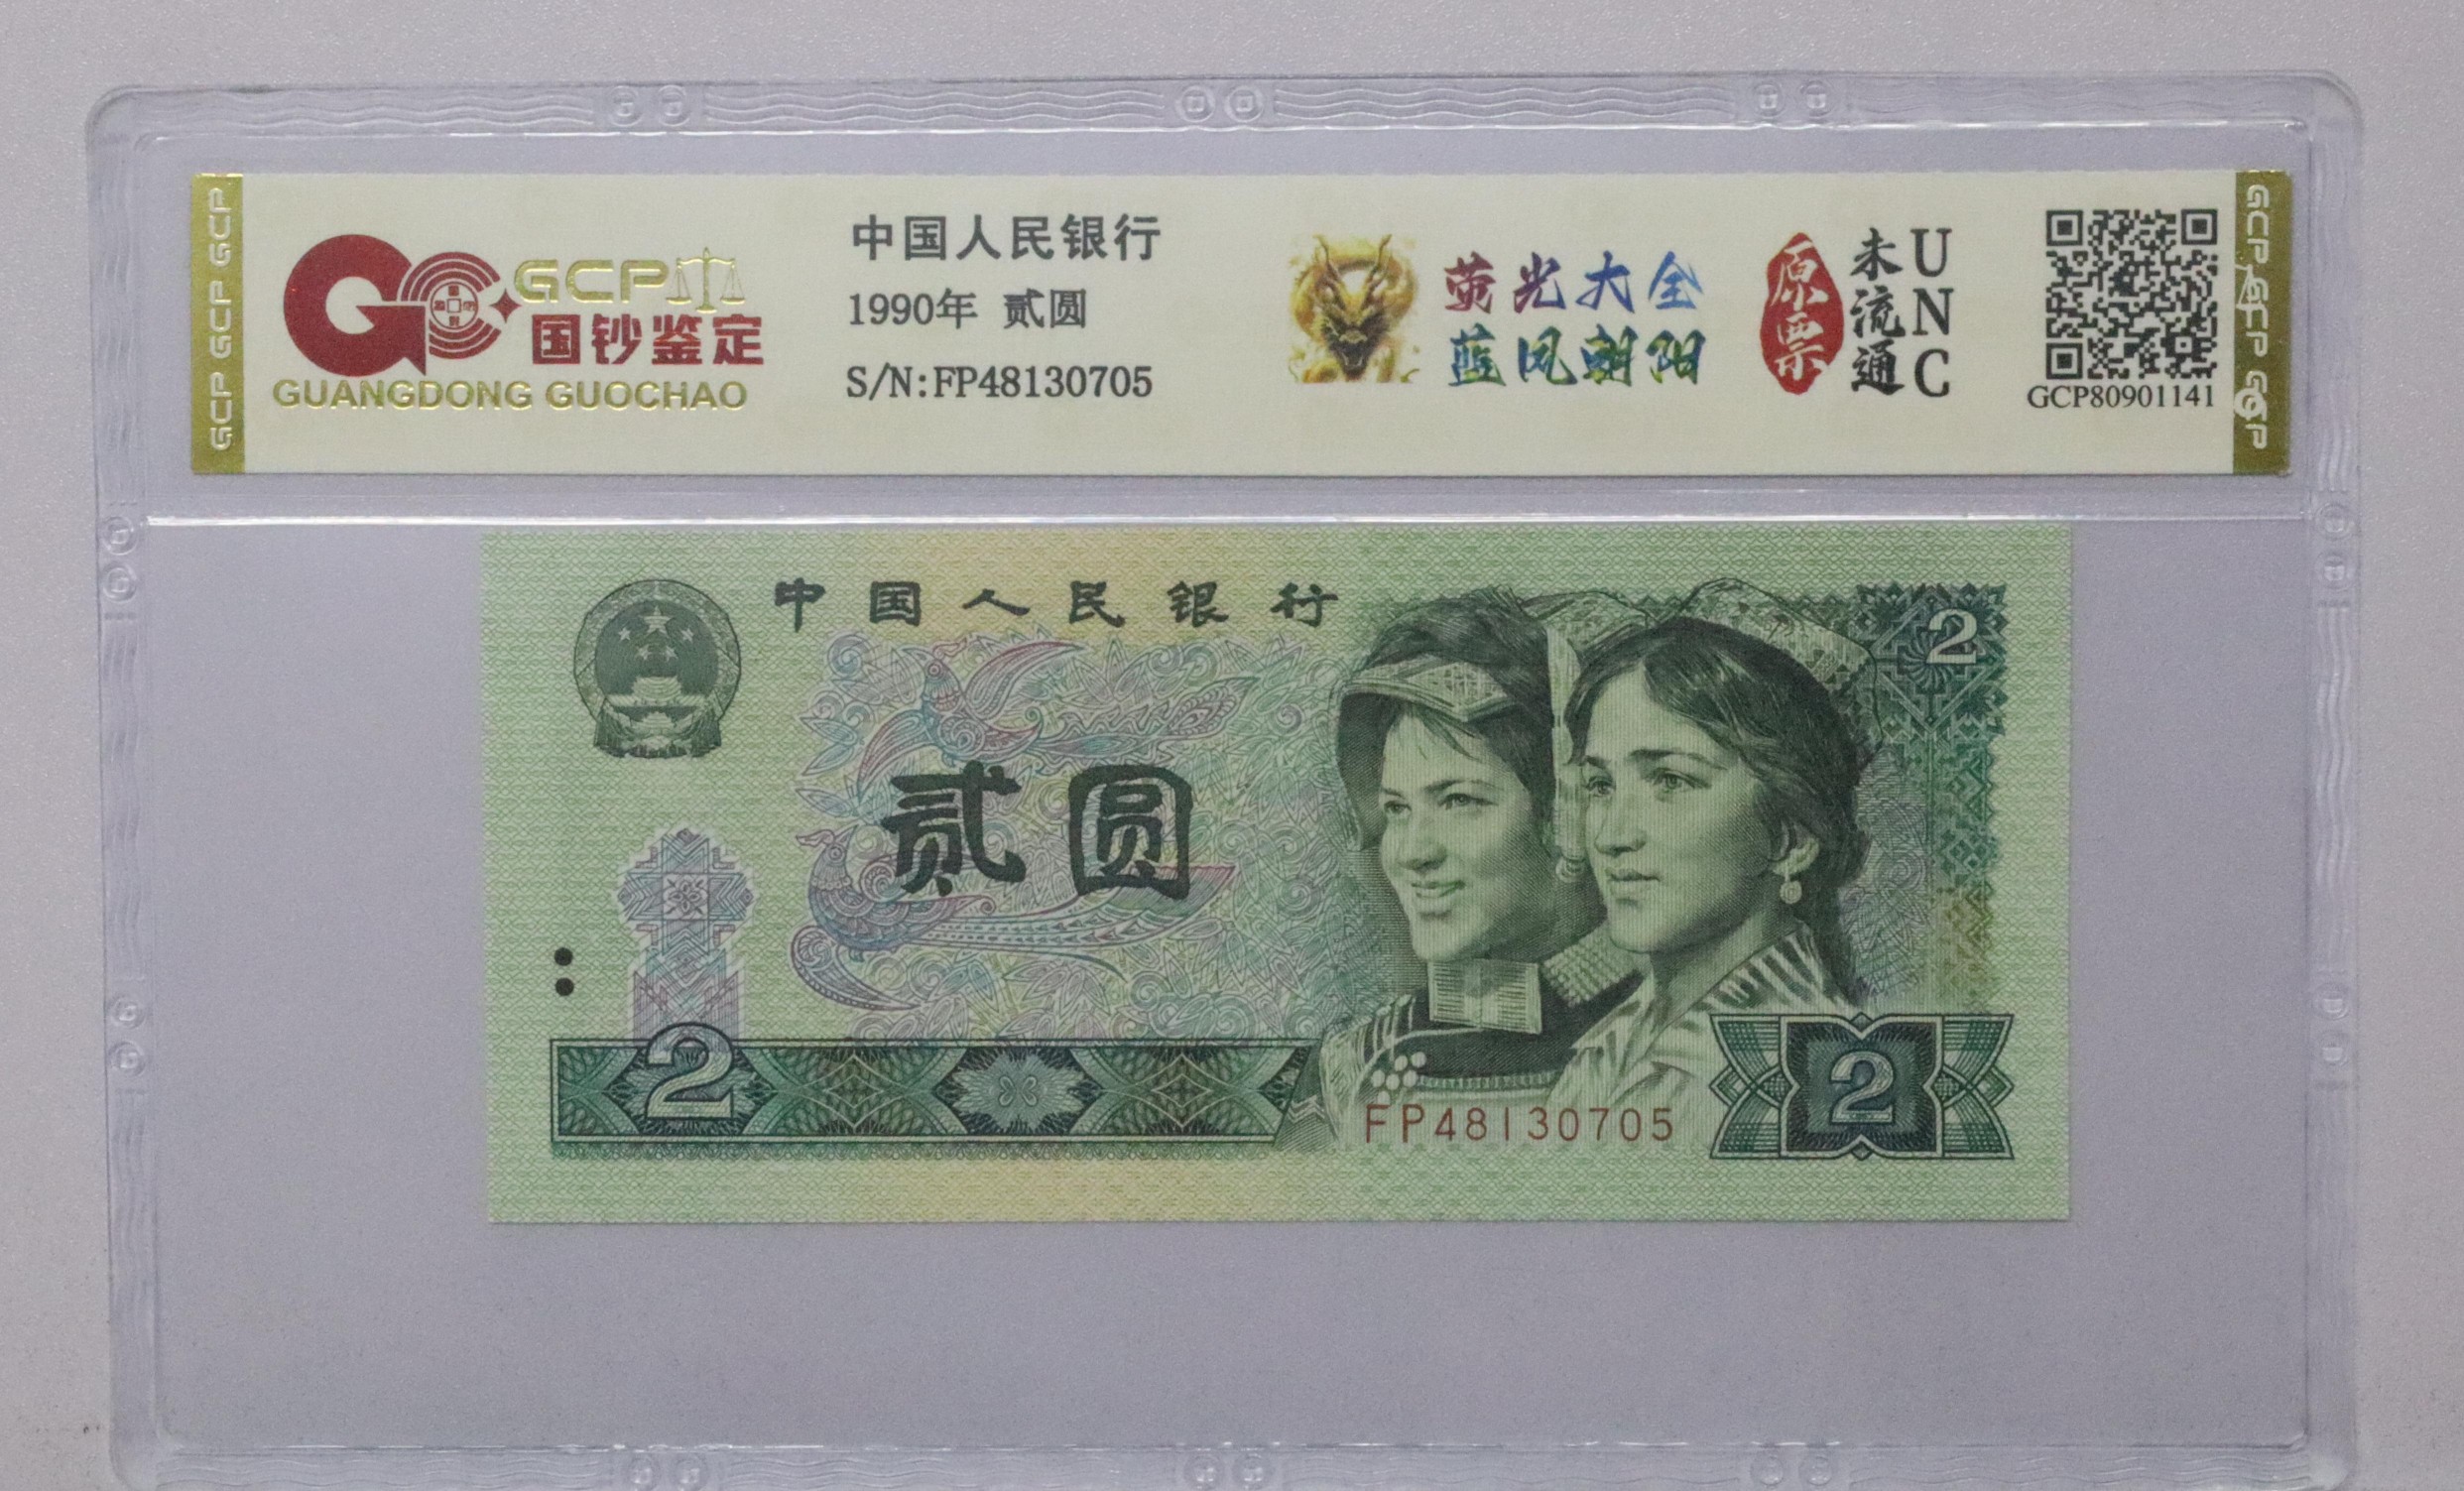 GCP GCP GCP
GCP
国钞鉴定
GUANGDONG GUOCHAO
中国人民银行
1990年 贰圆
S/N:FP48130705
荧光大全
蓝凤朝阳
原票
未流通
UNC
GCP80901141
GCP GCP GCP
中国人民银行
2
贰圆
2
FP48130705
2